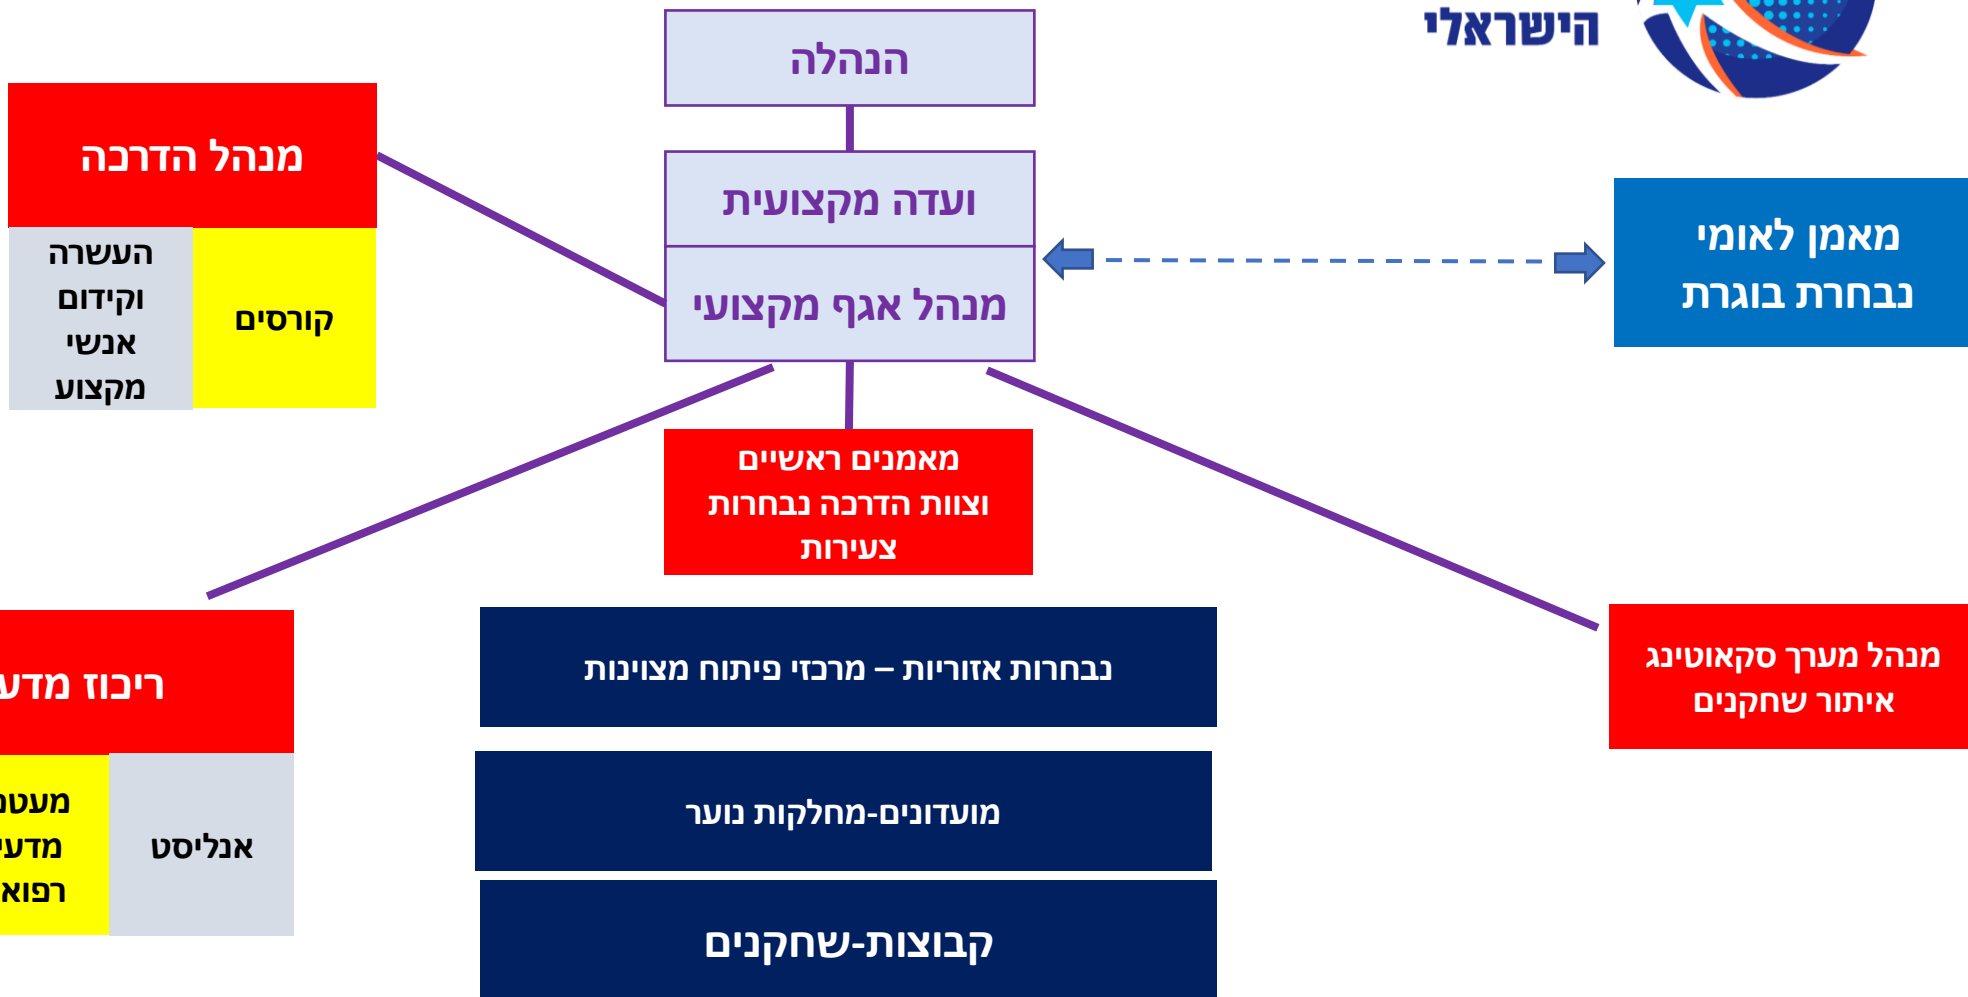 הישראלי
הנהלה
ועדה מקצועית
מנהל אגף מקצועי
מנהל הדרכה
קורסים
העשרה
וקידום
אנשי
מקצוע
מאמן לאומי
נבחרת בוגרת
מאמנים ראשיים
וצוות הדרכה נבחרות
צעירות
נבחרות אזוריות – מרכזי פיתוח מצוינות
מועדונים-מחלקות נוער
קבוצות-שחקנים
מנהל מערך סקאוטינג
איתור שחקנים
ריכוז
אנליסט